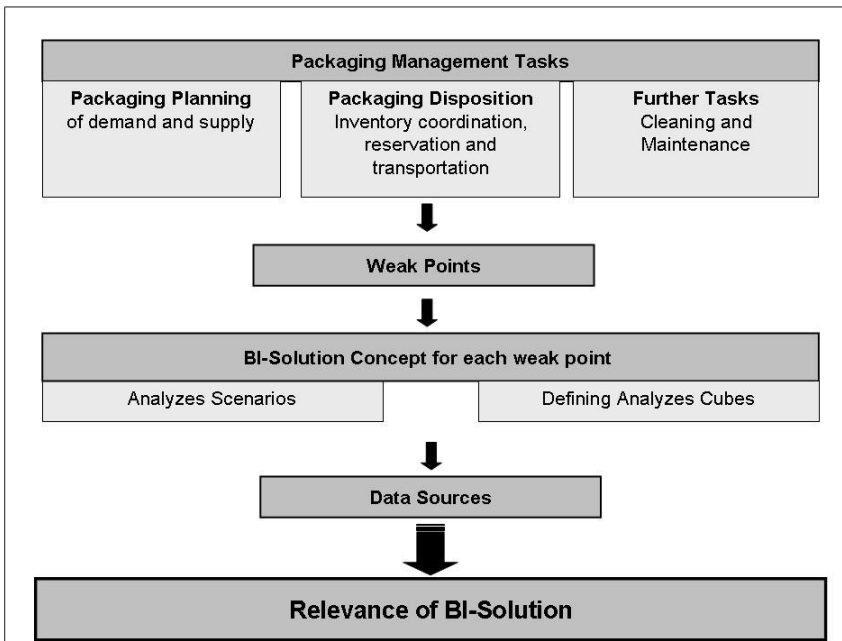 Packaging Management Tasks
Packaging Planning
of demand and supply
Packaging Disposition
Inventory coordination,
reservation and
transportation
Further Tasks
Cleaning and
Maintenance
Weak Points
BI-Solution Concept for each weak point
Analyzes Scenarios
Defining Analyzes Cubes
Data Sources
Relevance of BI-Solution